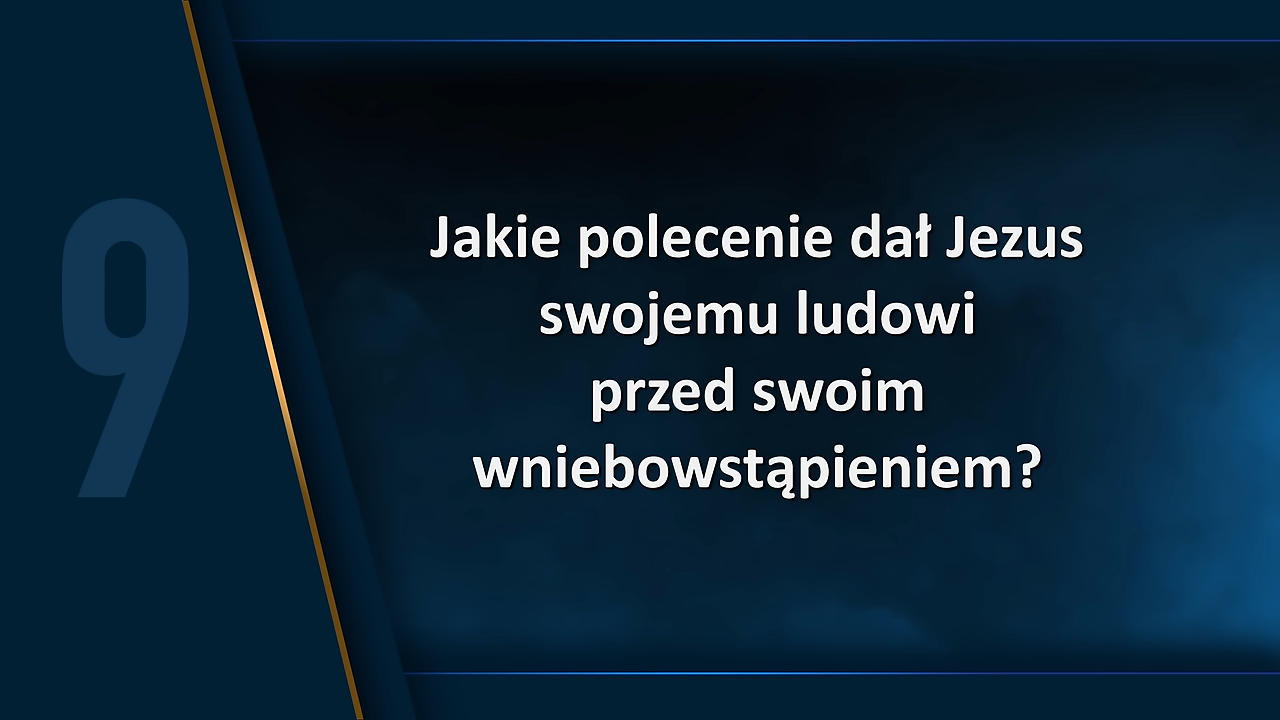 9
Jakie polecenie dał Jezus
swojemu ludowi
przed swoim
wniebowstąpieniem?